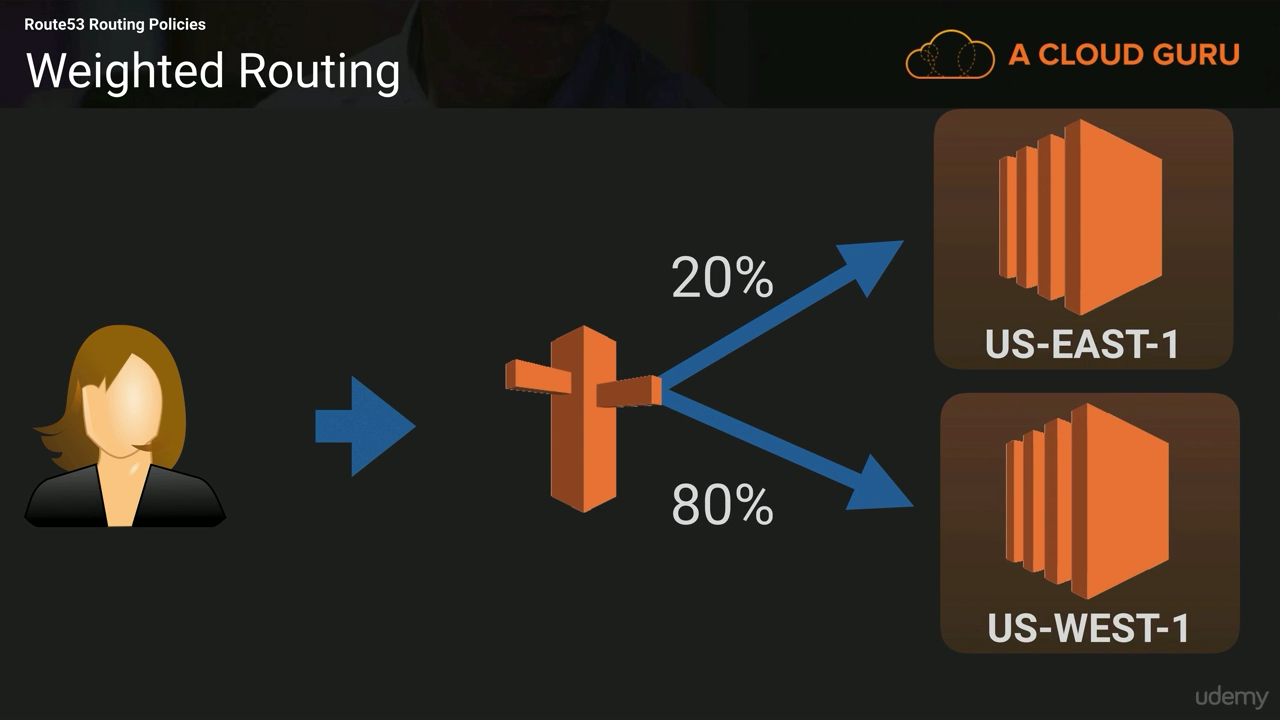 Route53 Routing Policies
Weighted Routing
A CLOUD GURU
20%
US-EAST-1
80%
US-WEST-1
udemy